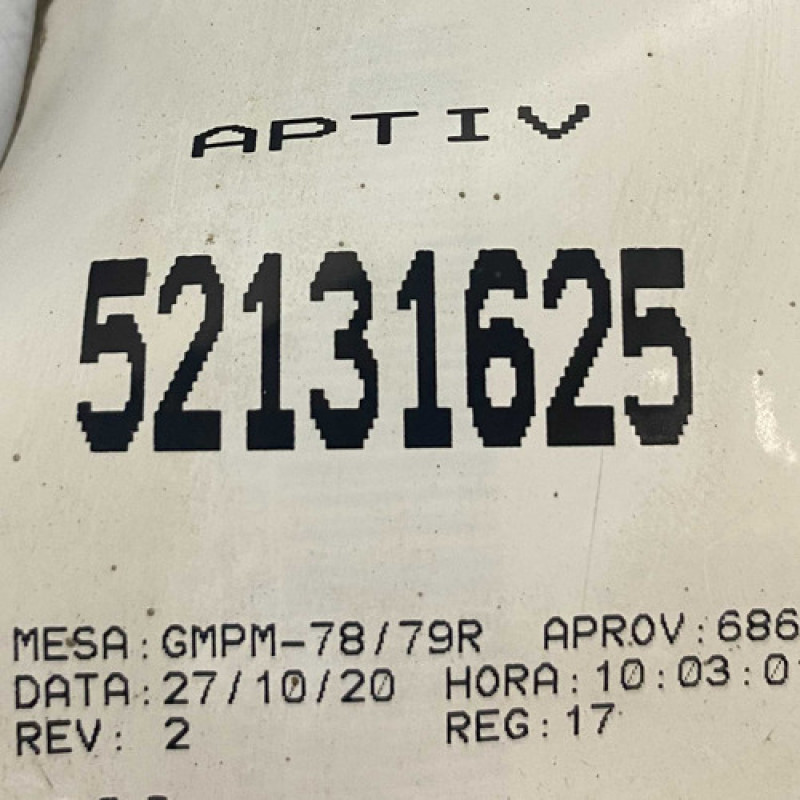 APTIV
52131625
MESA:GMPM-78/79R APROV:686
DATA:27/10/20 HORA:10:03:0
REV: 2 REG:17